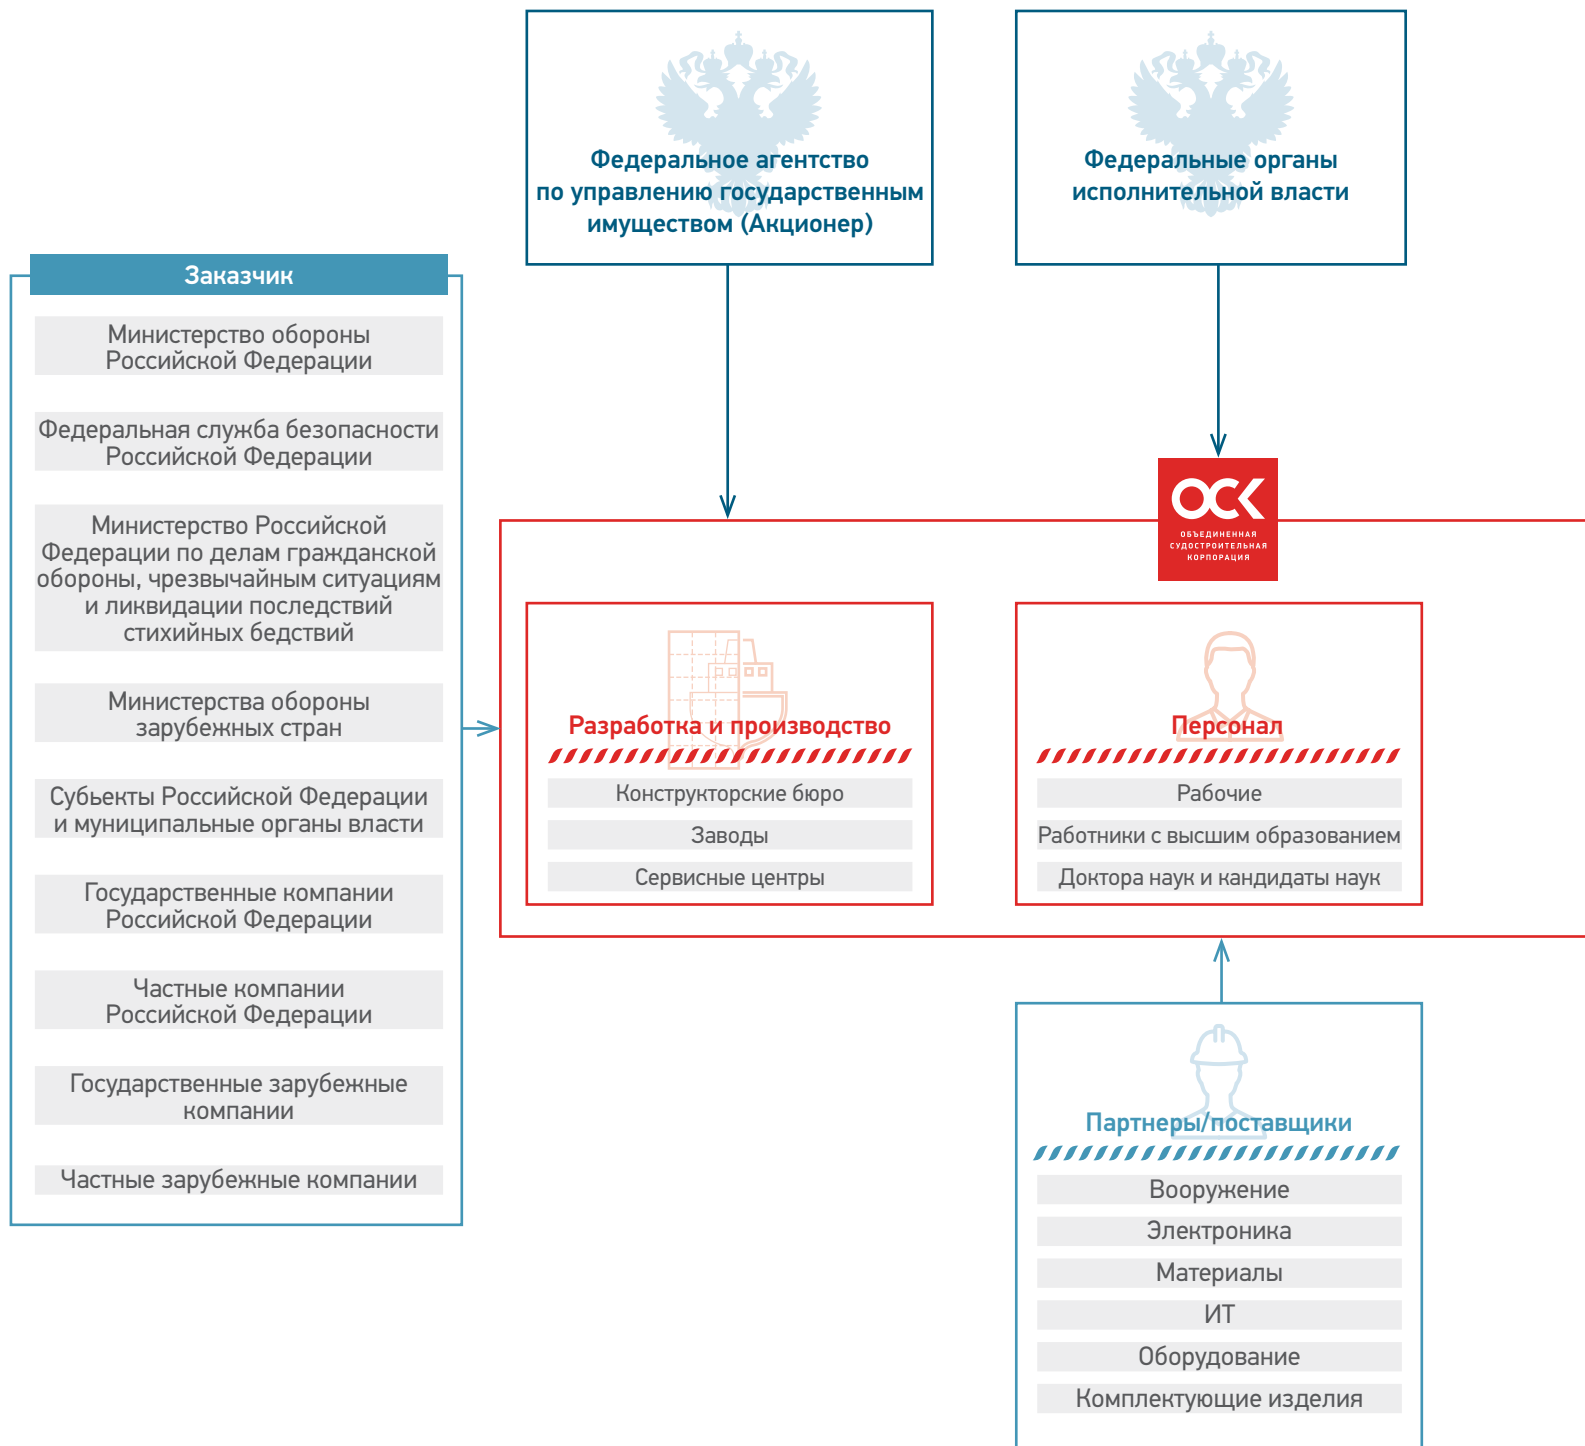 Федеральное агентство
по управлению государственным
имуществом (Акционер)
Федеральные органы
исполнительной власти
Заказчик
Министерство обороны
Российской Федерации
Федеральная служба безопасности
Российской Федерации
Министерство Российской
Федерации по делам гражданской
обороны, чрезвычайным ситуациям
и ликвидации последствий
стихийных бедствий
Министерства обороны
зарубежных стран
Субьекты Российской Федерации
и муниципальные органы власти
Государственные компании
Российской Федерации
Частные компании
Российской Федерации
Государственные зарубежные
компании
Частные зарубежные компании
ОСК
ОБЪЕДИНЕННАЯ
СУДОСТРОИТЕЛЬНАЯ
КОРПОРАЦИЯ
Разработка и производство
Конструкторские бюро
Заводы
Сервисные центры
Персонал
Рабочие
Работники с высшим образованием
Доктора наук и кандидаты наук
Партнеры/поставщики
Вооружение
Электроника
Материалы
ИТ
Оборудование
Комплектующие изделия